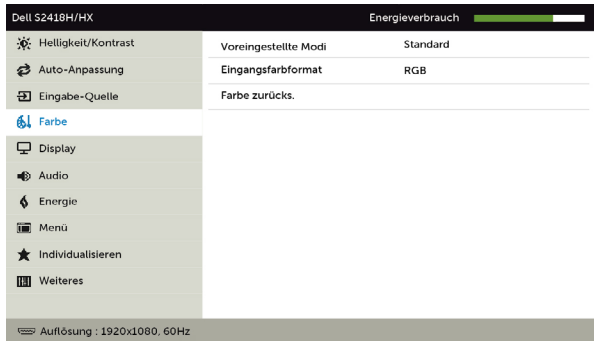 Dell S2418H/HX Energieverbrauch
Helligkeit/Kontrast
Auto-Anpassung
Eingabe-Quelle
Farbe
Display
Audio
Energie
Menü
Individualisieren
Weiteres
Voreingestellte Modi Standard
Eingangsfarbformat RGB
Farbe zurücks.
Auflösung : 1920x1080, 60Hz